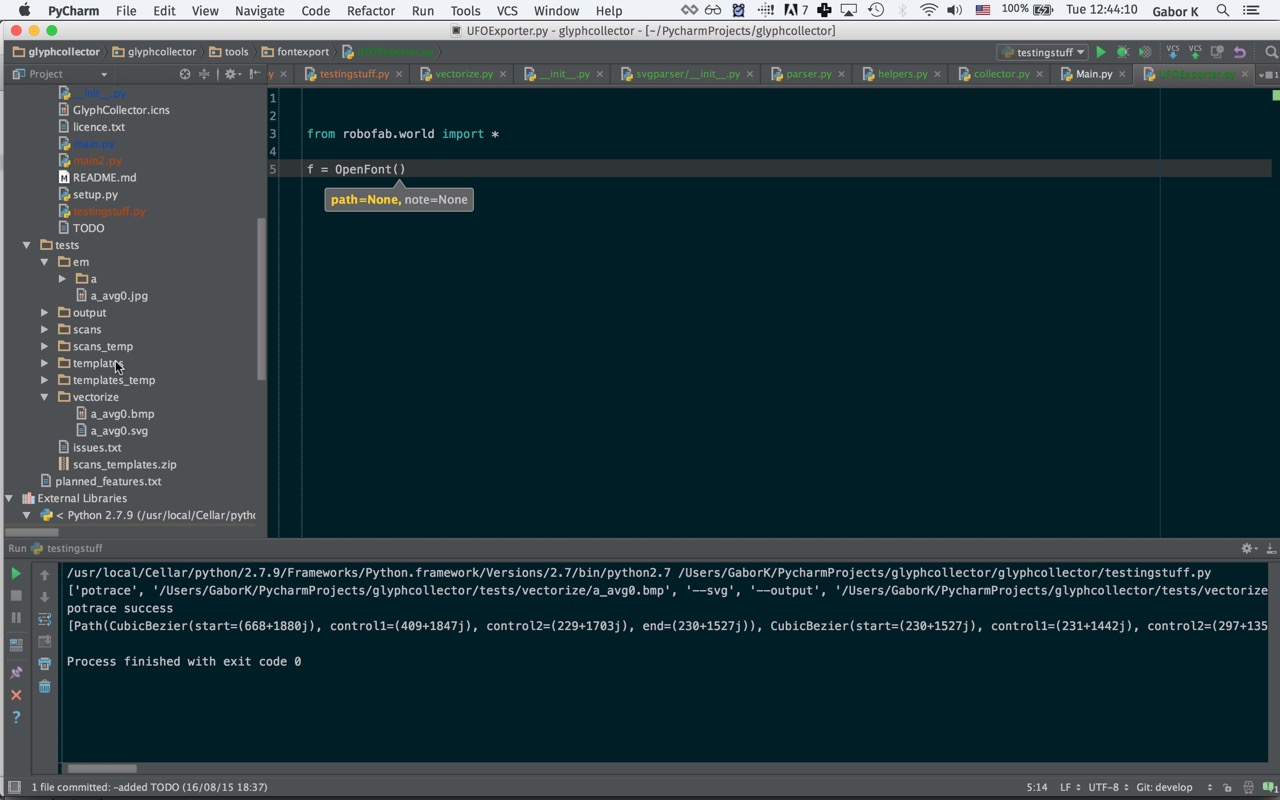 PyCharm File Edit View Navigate Code Refactor Run Tools VCS Window Help 7 100% Tue 12:44:10 Gabor K
UFOExporter.py - glyphcollector - [~/PycharmProjects/glyphcollector]
glyphcollector glyphcollector tools fontexport UFOExporter.py testingstuff VCS VCS
Project y testingstuff.py vectorize.py __init__.py svgparser/__init__.py parser.py helpers.py collector.py Main.py UFOExporter.py 1
__init__.py
GlyphCollector.icns
licence.txt
main.py
main2.py
README.md
setup.py
testingstuff.py
TODO
tests
em
a
a_avg0.jpg
output
scans
scans_temp
templates
templates_temp
vectorize
a_avg0.bmp
a_avg0.svg
issues.txt
scans_templates.zip
planned_features.txt
External Libraries
< Python 2.7.9 (/usr/local/Cellar/pytho
1
2
3 from robofab.world import *
4
5 f = OpenFont()
path=None, note=None
Run testingstuff
/usr/local/Cellar/python/2.7.9/Frameworks/Python.framework/Versions/2.7/bin/python2.7 /Users/GaborK/PycharmProjects/glyphcollector/glyphcollector/testingstuff.py
['potrace', '/Users/GaborK/PycharmProjects/glyphcollector/tests/vectorize/a_avg0.bmp', '--svg', '--output', '/Users/GaborK/PycharmProjects/glyphcollector/tests/vectorize
potrace success
[Path(CubicBezier(start=(668+1880j), control1=(409+1847j), control2=(229+1703j), end=(230+1527j)), CubicBezier(start=(230+1527j), control1=(231+1442j), control2=(297+135
Process finished with exit code 0
1 file committed: -added TODO (16/08/15 18:37) 5:14 LF UTF-8 Git: develop